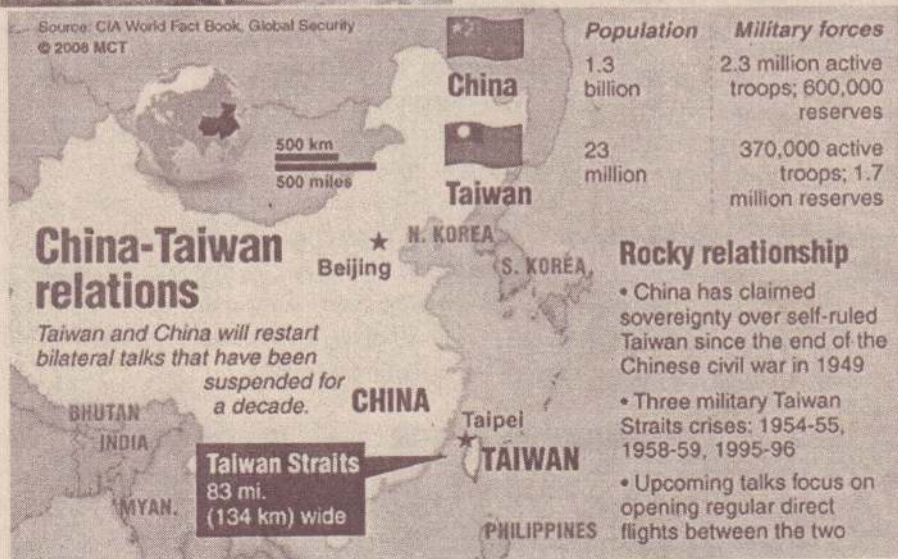 Source: CIA World Fact Book, Global Security
© 2008 MCT
China
Taiwan
Population
Military forces
1.3
billion
2.3 million active
troops; 600,000
reserves
23
million
370,000 active
troops; 1.7
million reserves
500 km
500 miles
China-Taiwan
relations
Taiwan and China will restart
bilateral talks that have been
suspended for
a decade.
Beijing
N. KOREA
S. KOREA
CHINA
BHUTAN
INDIA
MYAN.
Taipei
TAIWAN
PHILIPPINES
Taiwan Straits
83 mi.
(134 km) wide
Rocky relationship
• China has claimed
sovereignty over self-ruled
Taiwan since the end of the
Chinese civil war in 1949
• Three military Taiwan
Straits crises: 1954-55,
1958-59, 1995-96
• Upcoming talks focus on
opening regular direct
flights between the two